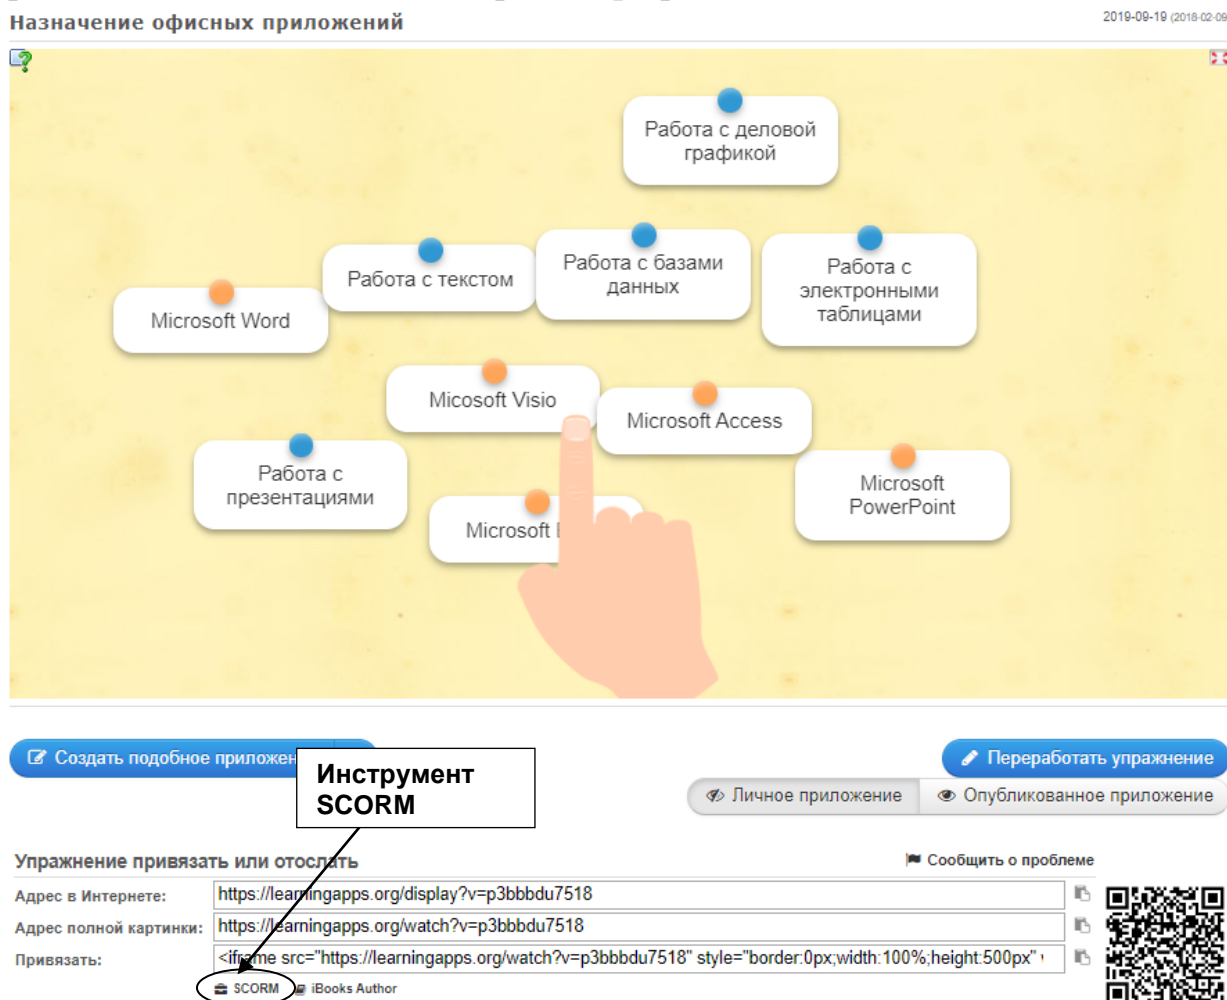 Назначение офисных приложений
2019-09-19 (2018-02-09
Работа с деловой
графикой
Работа с текстом
Работа с базами
данных
Работа с
электронными
таблицами
Microsoft Word
Micosoft Visio
Microsoft Access
Работа с
презентациями
Microsoft
PowerPoint
Microsoft
Создать подобное приложен
Переработать упражнение
Инструмент
SCORM
Личное приложение
Опубликованное приложение
Упражнение привязать или отослать
Сообщить о проблеме
Адрес в Интернете: https://learningapps.org/display?v=p3bbbdu7518
Адрес полной картинки: https://learningapps.org/watch?v=p3bbbdu7518
Привязать: <iframe src="https://learningapps.org/watch?v=p3bbbdu7518" style="border:0px;width:100%;height:500px"
SCORM iBooks Author